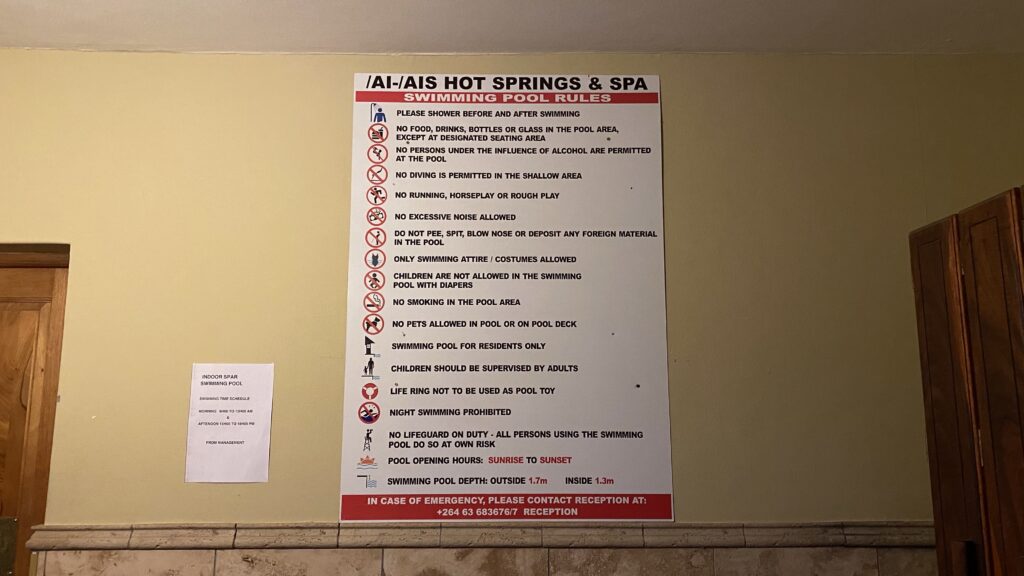 /AI-/AIS HOT SPRINGS & SPA
SWIMMING POOL RULES
PLEASE SHOWER BEFORE AND AFTER SWIMMING
NO FOOD, DRINKS, BOTTLES OR GLASS IN THE POOL AREA,
EXCEPT AT DESIGNATED SEATING AREA
NO PERSONS UNDER THE INFLUENCE OF ALCOHOL ARE PERMITTED
AT THE POOL
NO DIVING IS PERMITTED IN THE SHALLOW AREA
NO RUNNING, HORSEPLAY OR ROUGH PLAY
NO EXCESSIVE NOISE ALLOWED
DO NOT PEE, SPIT, BLOW NOSE OR DEPOSIT ANY FOREIGN MATERIAL
IN THE POOL
ONLY SWIMMING ATTIRE / COSTUMES ALLOWED
CHILDREN ARE NOT ALLOWED IN THE SWIMMING
POOL WITH DIAPERS
NO SMOKING IN THE POOL AREA
NO PETS ALLOWED IN POOL OR ON POOL DECK
SWIMMING POOL FOR RESIDENTS ONLY
CHILDREN SHOULD BE SUPERVISED BY ADULTS
LIFE RING NOT TO BE USED AS POOL TOY
NIGHT SWIMMING PROHIBITED
NO LIFEGUARD ON DUTY - ALL PERSONS USING THE SWIMMING
POOL DO SO AT OWN RISK
POOL OPENING HOURS: SUNRISE TO SUNSET
SWIMMING POOL DEPTH: OUTSIDE 1.7m INSIDE 1.3m
IN CASE OF EMERGENCY, PLEASE CONTACT RECEPTION AT:
+264 63 683676/7 RECEPTION
INDOOR SPAR
SWIMMING POOL
SWIMMING TIME SCHEDULE
MORNING
&
AFTERNOON
FROM MANAGEMENT